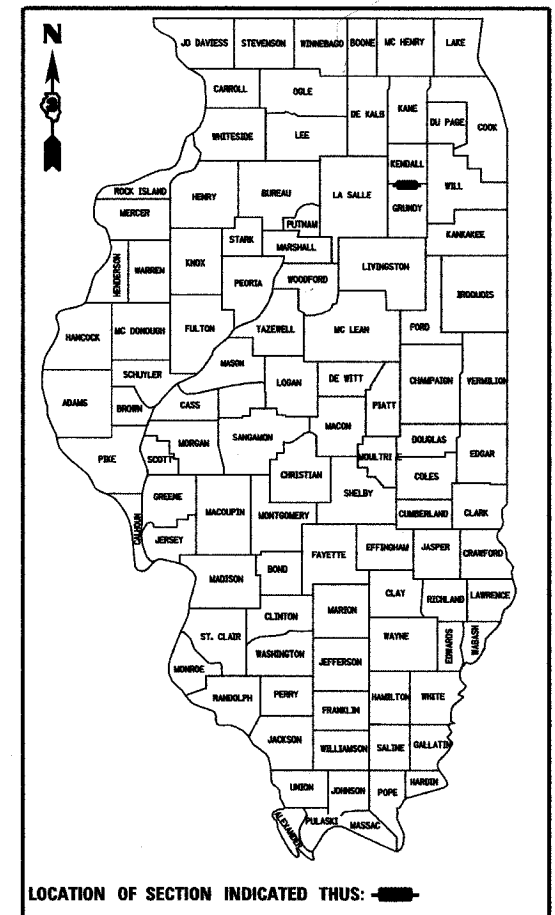 N
JO DAVIESS STEVENSON WINNEBAGO BOONE MC HENRY LAKE
CARROLL OGLE DE KALB KANE DU PAGE COOK
WHITESIDE LEE
KENDALL WILL
ROCK ISLAND HENRY BUREAU LA SALLE GRUNDY
MERCER PUTNAM
KANKAKEE
HENDERSON WARREN KNOX STARK MARSHALL LIVINGSTON
PEORIA WOODFORD IROQUOIS
HANCOCK MC DONOUGH FULTON TAZEWELL MC LEAN FORD
MASON
SCHUYLER LOGAN DE WITT CHAMPAIGN VERMILION
ADAMS BROWN CASS PIATT
MACON
PIKE SCOTT MORGAN SANGAMON DOUGLAS EDGAR
MOULTRIE
CHRISTIAN COLES
GREENE SHELBY
CALHOUN MACOUPIN MONTGOMERY CUMBERLAND CLARK
JERSEY
FAYETTE EFFINGHAM JASPER CRAWFORD
MADISON BOND
CLAY RICHLAND LAWRENCE
CLINTON MARION
ST. CLAIR WAYNE EDWARDS WABASH
WASHINGTON JEFFERSON
MONROE
RANDOLPH PERRY HAMILTON WHITE
FRANKLIN
JACKSON WILLIAMSON SALINE GALLATIN
UNION JOHNSON POPE HARDIN
ALEXANDER PULASKI MASSAC
LOCATION OF SECTION INDICATED THUS: